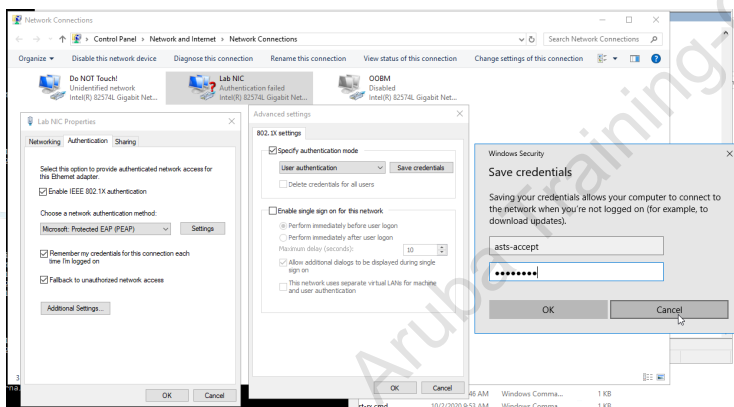 Network Connections
Control Panel > Network and Internet > Network Connections
Search Network Connections
Organize
Disable this network device
Diagnose this connection
Rename this connection
View status of this connection
Change settings of this connection
Do NOT Touch!
Unidentified network
Intel(R) 82574L Gigabit Net...
Lab NIC
Authentication failed
Intel(R) 82574L Gigabit Net...
OOBM
Disabled
Intel(R) 82574L Gigabit Net...
Lab NIC Properties
Networking Authentication Sharing
Select this option to provide authenticated network access for
this Ethernet adapter.
Enable IEEE 802.1X authentication
Choose a network authentication method:
Microsoft: Protected EAP (PEAP)
Settings
Remember my credentials for this connection each
time I'm logged on
Fallback to unauthorized network access
Additional Settings...
OK Cancel
Advanced settings
802.1X settings
Specify authentication mode
User authentication
Save credentials
Delete credentials for all users
Enable single sign on for this network
Perform immediately before user logon
Perform immediately after user logon
Maximum delay (seconds): 10
Allow additional dialogs to be displayed during single
sign on
This network uses separate virtual LANs for machine
and user authentication
OK Cancel
Windows Security
Save credentials
Saving your credentials allows your computer to connect to
the network when you're not logged on (for example, to
download updates).
asts-accept
●●●●●●●●
OK Cancel
46 AM Windows Comma... 1 KB
10/2/2020 9:53 AM Windows Comma... 1 KB
Aruba Training